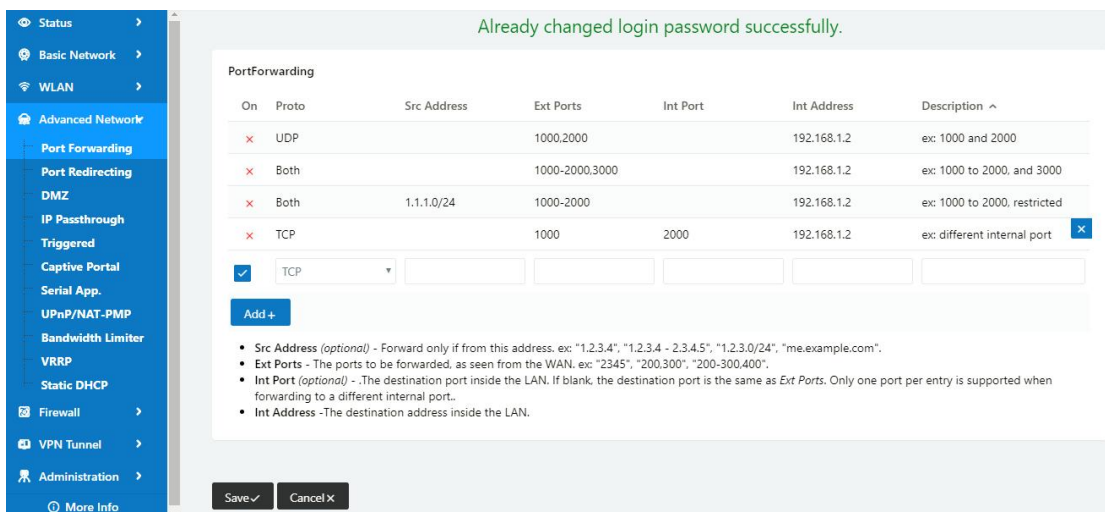 Status
Basic Network
WLAN
Advanced Network
Port Forwarding
Port Redirecting
DMZ
IP Passthrough
Triggered
Captive Portal
Serial App.
UPnP/NAT-PMP
Bandwidth Limiter
VRRP
Static DHCP
Firewall
VPN Tunnel
Administration
More Info
Already changed login password successfully.
PortForwarding
On Proto Src Address Ext Ports Int Port Int Address Description
UDP 1000,2000 192.168.1.2 ex: 1000 and 2000
Both 1000-2000,3000 192.168.1.2 ex: 1000 to 2000, and 3000
Both 1.1.1.0/24 1000-2000 192.168.1.2 ex: 1000 to 2000, restricted
TCP 1000 2000 192.168.1.2 ex: different internal port
TCP
Add +
• Src Address (optional) - Forward only if from this address. ex: "1.2.3.4", "1.2.3.4 - 2.3.4.5", "1.2.3.0/24", "me.example.com".
• Ext Ports - The ports to be forwarded, as seen from the WAN. ex: "2345", "200,300", "200-300,400".
• Int Port (optional) - .The destination port inside the LAN. If blank, the destination port is the same as Ext Ports. Only one port per entry is supported when
forwarding to a different internal port..
• Int Address -The destination address inside the LAN.
Save Cancel